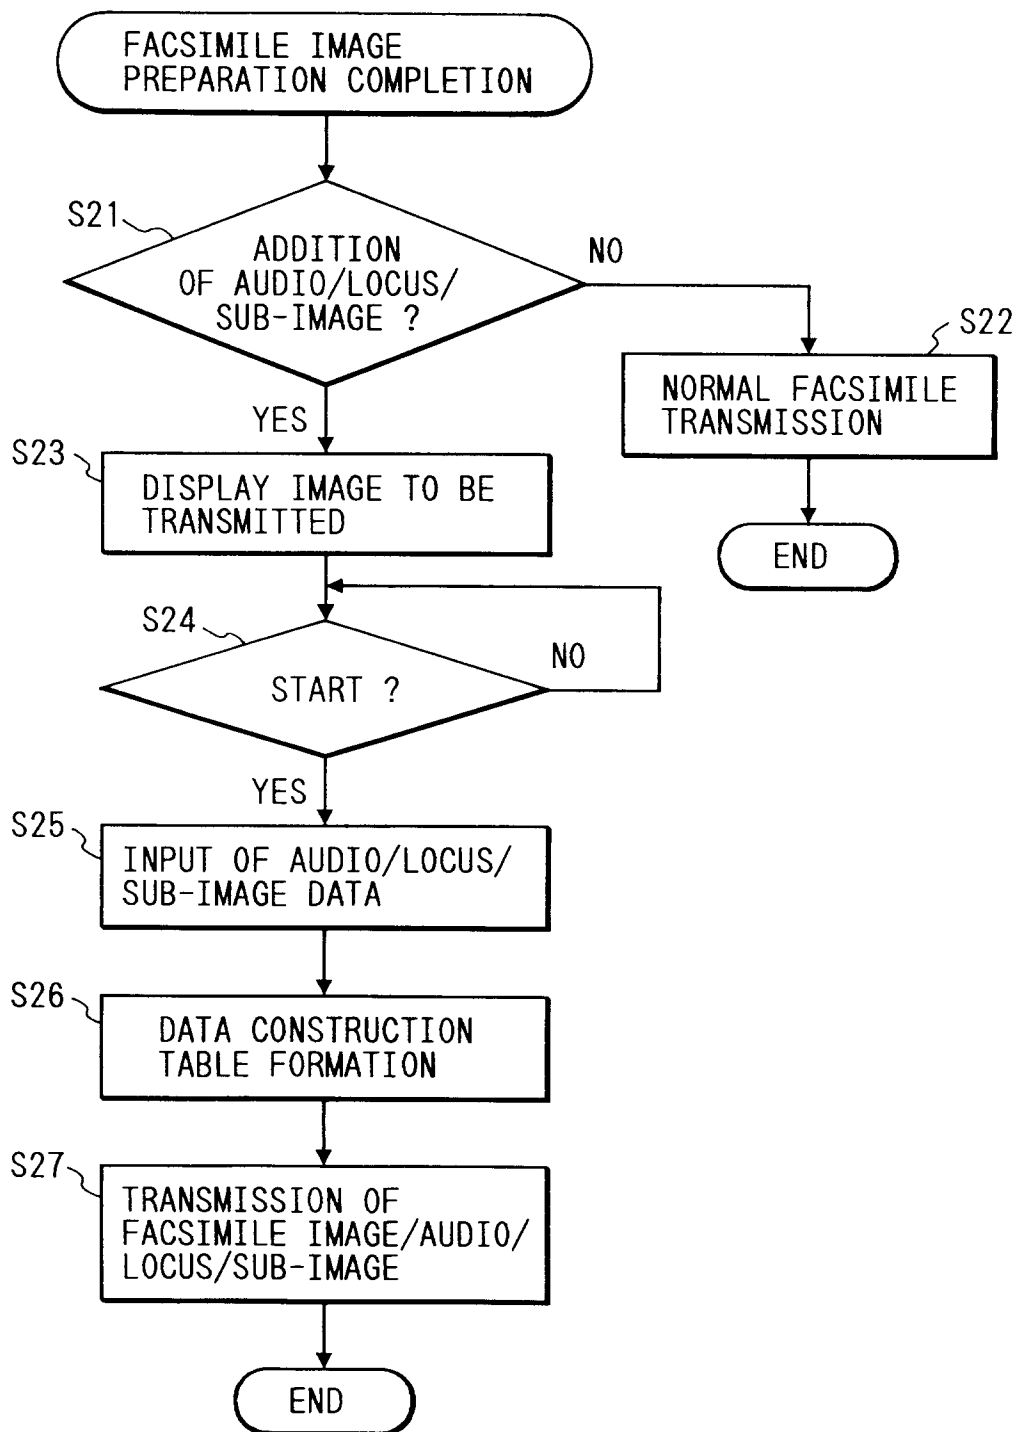 FACSIMILE IMAGE
PREPARATION COMPLETION
S21
ADDITION
OF AUDIO/LOCUS/
SUB-IMAGE ?
NO
S22
NORMAL FACSIMILE
TRANSMISSION
END
YES
S23
DISPLAY IMAGE TO BE
TRANSMITTED
S24
START ?
NO
YES
S25
INPUT OF AUDIO/LOCUS/
SUB-IMAGE DATA
S26
DATA CONSTRUCTION
TABLE FORMATION
S27
TRANSMISSION OF
FACSIMILE IMAGE/AUDIO/
LOCUS/SUB-IMAGE
END